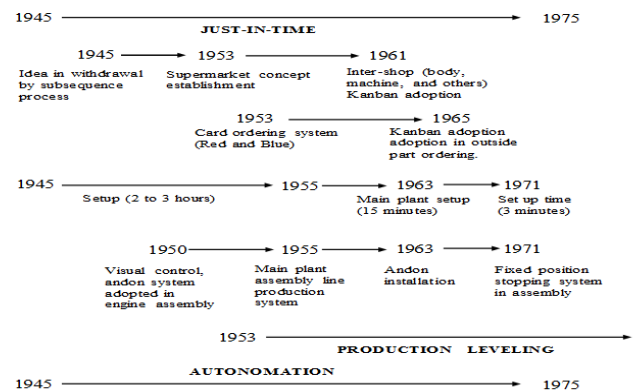 1945 1975
JUST-IN-TIME
1945 1953 1961
Idea in withdrawal
by subsequence
process
Supermarket concept
establishment
Inter-shop (body,
machine, and others)
Kanban adoption
1953 1965
Card ordering system
(Red and Blue)
Kanban adoption
adoption in outside
part ordering.
1945 1955 1963 1971
Setup (2 to 3 hours)
Main plant setup
(15 minutes)
Set up time
(3 minutes)
1950 1955 1963 1971
Visual control,
andon system
adopted in
engine assembly
Main plant
assembly line
production
system
Andon
installation
Fixed position
stopping system
in assembly
1953
PRODUCTION LEVELING
AUTONOMATION
1945 1975